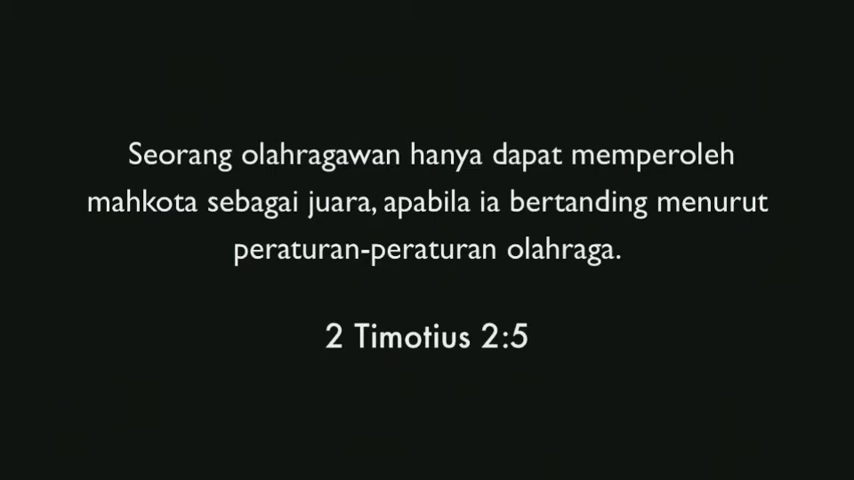 Seorang olahragawan hanya dapat memperoleh
mahkota sebagai juara, apabila ia bertanding menurut
peraturan-peraturan olahraga.
2 Timotius 2:5